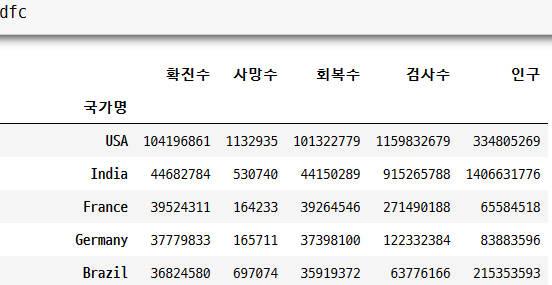 dfc
확진수 사망수 회복수 검사수 인구
국가명
USA 104196861 1132935 101322779 1159832679 334805269
India 44682784 530740 44150289 915265788 1406631776
France 39524311 164233 39264546 271490188 65584518
Germany 37779833 165711 37398100 122332384 83883596
Brazil 36824580 697074 35919372 63776166 215353593